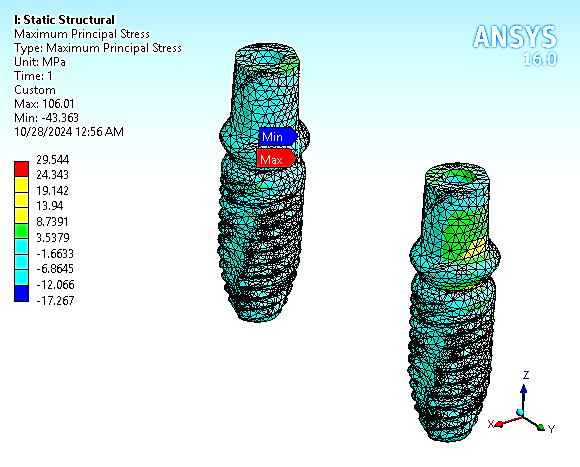 I: Static Structural
Maximum Principal Stress
Type: Maximum Principal Stress
Unit: MPa
Time: 1
Custom
Max: 106.01
Min: -43.363
10/28/2024 12:56 AM
29.544
24.343
19.142
13.94
8.7391
3.5379
-1.6633
-6.8645
-12.066
-17.267
ANSYS
16.0
Min
Max
Z
X
Y